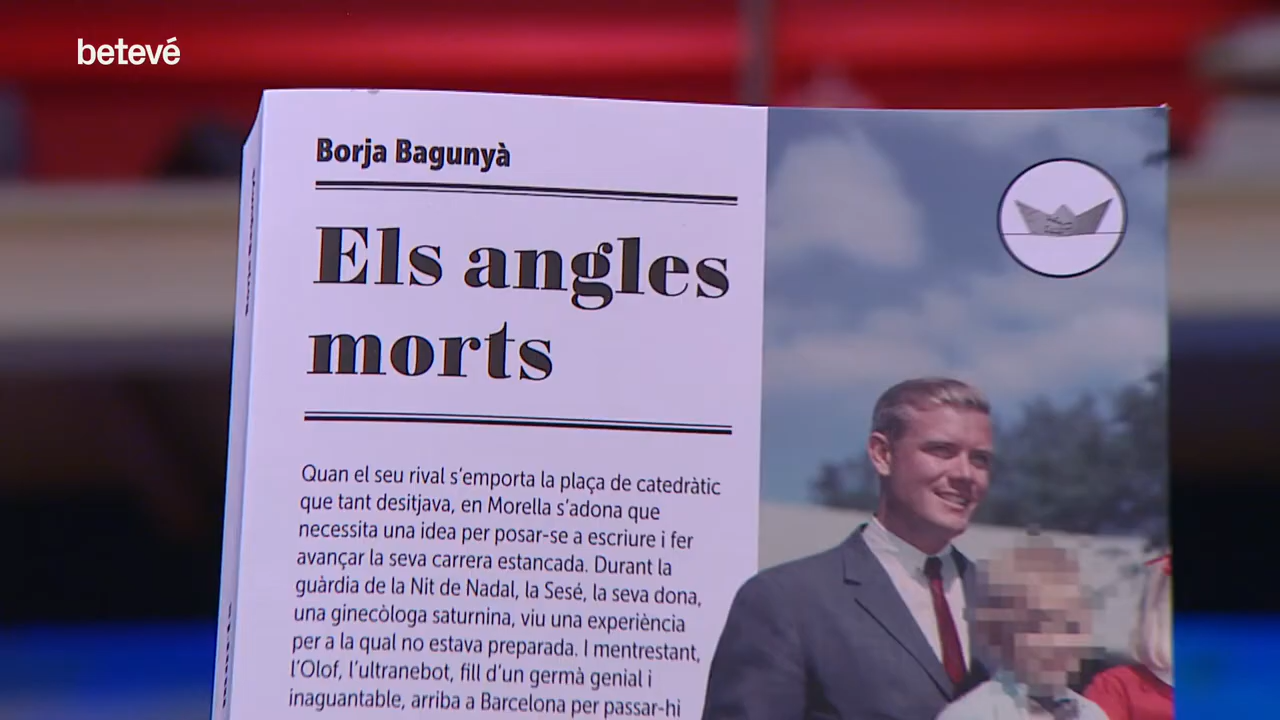 betevé
Borja Bagunyà
Els angles
morts
Quan el seu rival s'emporta la plaça de catedràtic
que tant desitjava, en Morella s'adona que
necessita una idea per posar-se a escriure i fer
avançar la seva carrera estancada. Durant la
guàrdia de la Nit de Nadal, la Sesé, la seva dona,
una ginecòloga saturnina, viu una experiència
per a la qual no estava preparada. I mentrestant,
l'Olof, l'ultranebot, fill d'un germà genial i
inaguantable, arriba a Barcelona per passar-hi